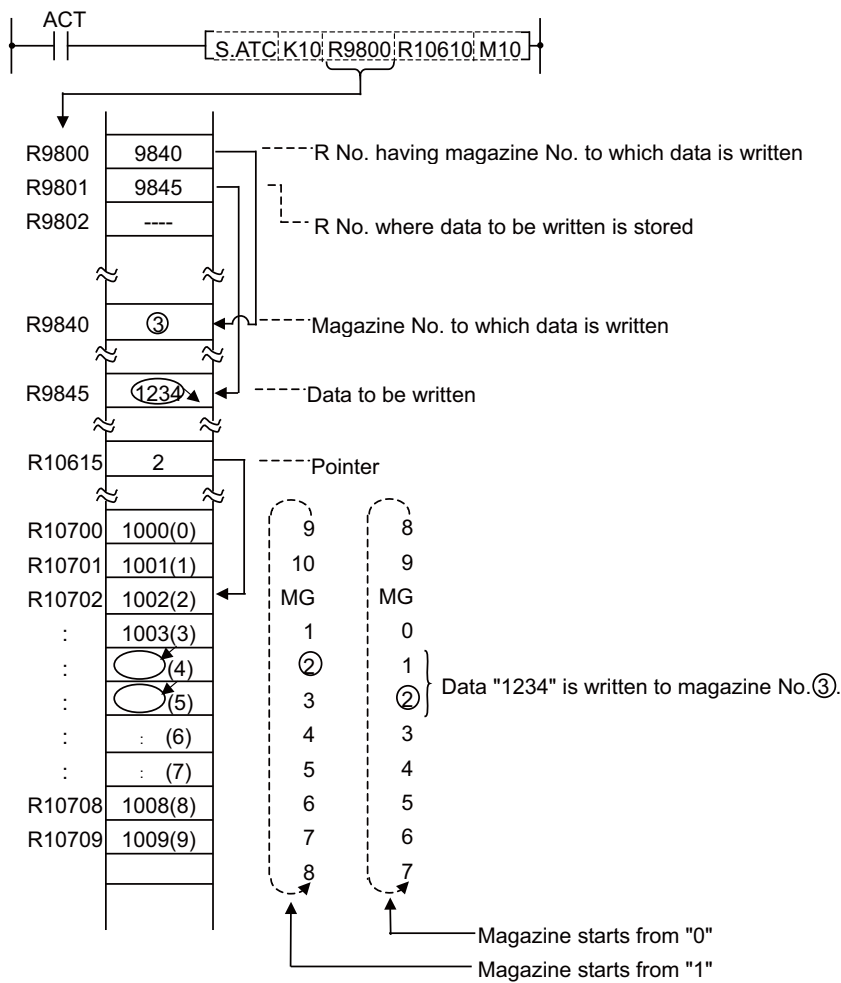 ACT
S.ATC K10 R9800 R10610 M10
R9800 9840 R No. having magazine No. to which data is written
R9801 9845
R9802 ---- R No. where data to be written is stored
R9840 ③ Magazine No. to which data is written
R9845 1234 Data to be written
R10615 2 Pointer
R10700 1000(0) 9 8
R10701 1001(1) 10 9
R10702 1002(2) MG MG
: 1003(3) 1 0
: (4) ② 1
: (5) 3 ② Data "1234" is written to magazine No.③.
: : (6) 4 3
: : (7) 5 4
R10708 1008(8) 6 5
R10709 1009(9) 7 6
8 7
Magazine starts from "0"
Magazine starts from "1"